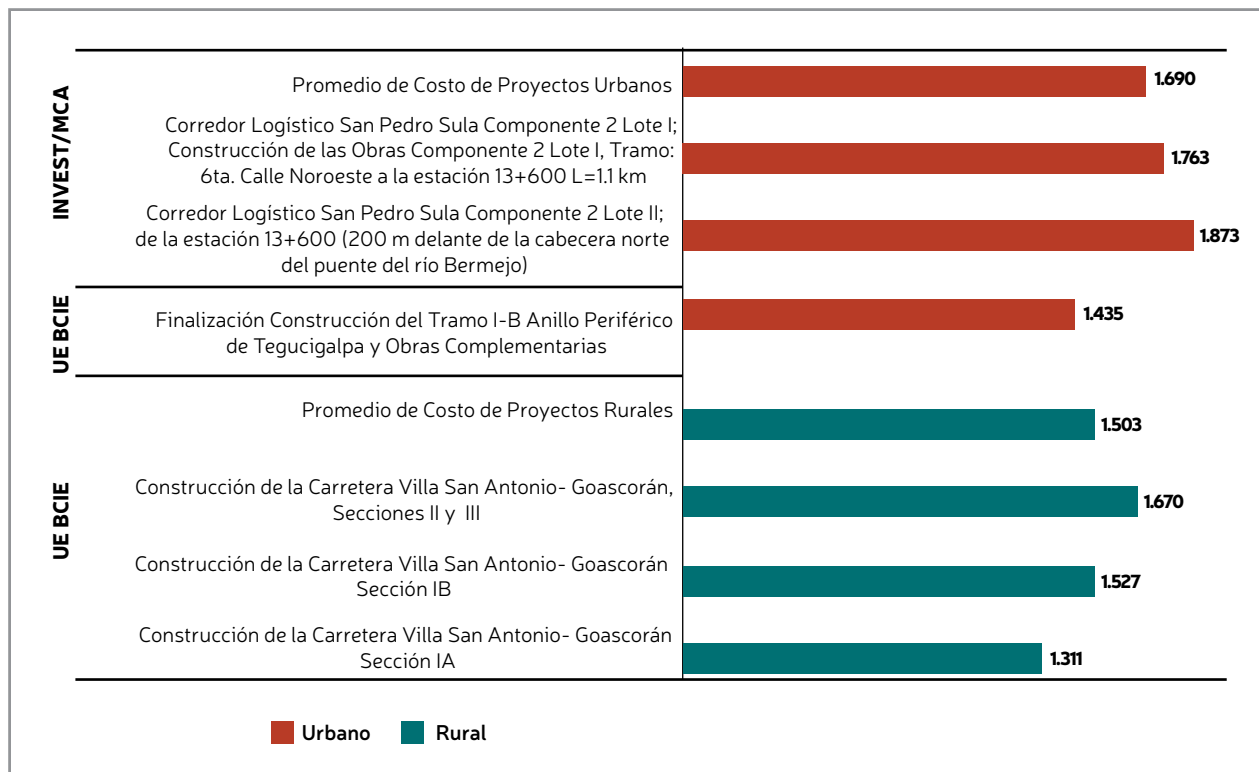 INVEST/MCA
Promedio de Costo de Proyectos Urbanos
1.690
Corredor Logístico San Pedro Sula Componente 2 Lote I;
Construcción de las Obras Componente 2 Lote I, Tramo:
6ta. Calle Noroeste a la estación 13+600 L=1.1 km
1.763
Corredor Logístico San Pedro Sula Componente 2 Lote II;
de la estación 13+600 (200 m delante de la cabecera norte
del puente del río Bermejo)
1.873
UE BCIE
Finalización Construcción del Tramo I-B Anillo Periférico
de Tegucigalpa y Obras Complementarias
1.435
UE BCIE
Promedio de Costo de Proyectos Rurales
1.503
Construcción de la Carretera Villa San Antonio- Goascorán,
Secciones II y III
1.670
Construcción de la Carretera Villa San Antonio- Goascorán
Sección IB
1.527
Construcción de la Carretera Villa San Antonio- Goascorán
Sección IA
1.311
Urbano
Rural